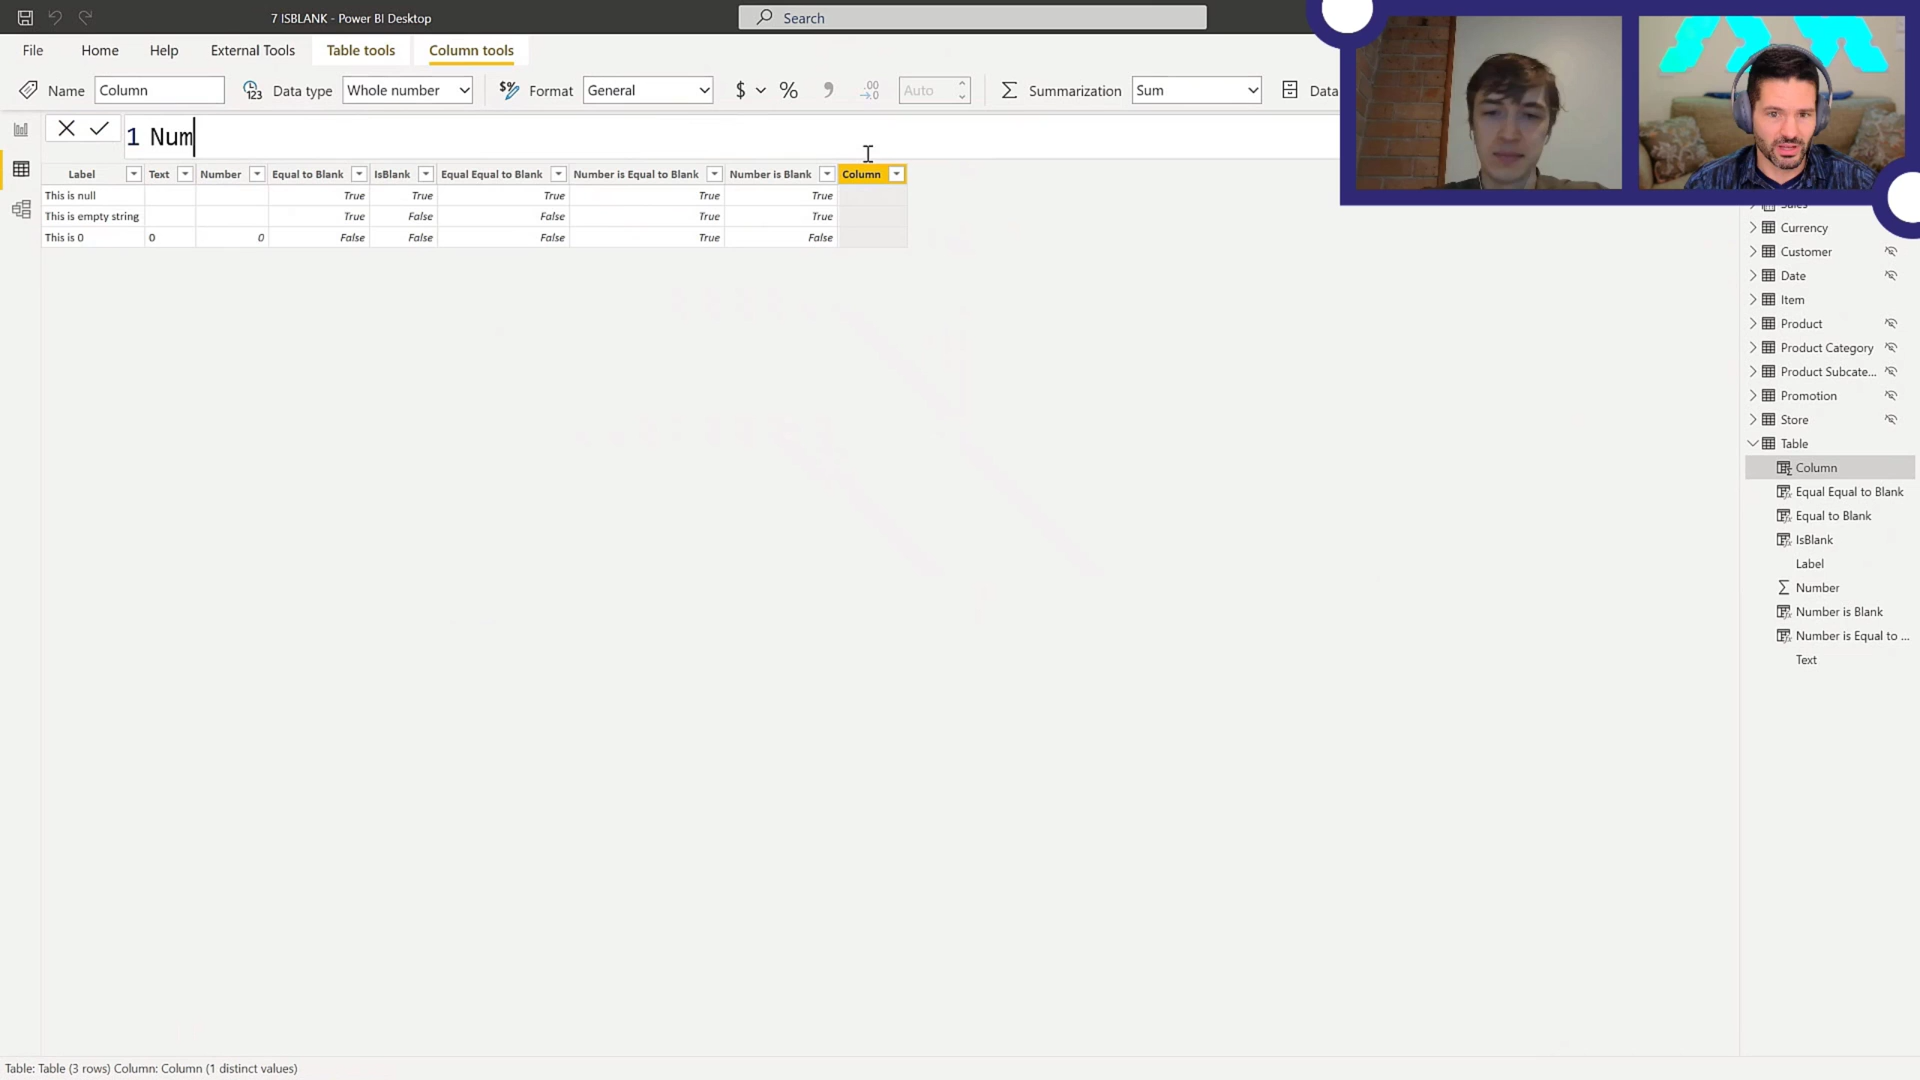 7 ISBLANK - Power BI Desktop
Search
File Home Help External Tools Table tools Column tools
Name Column Data type Whole number Format General $ % Auto Summarization Sum Data
1 Num
Label Text Number Equal to Blank IsBlank Equal Equal to Blank Number is Equal to Blank Number is Blank Column
This is null True True True True True
This is empty string True False False True True
This is 0 0 0 False False False True False
Sales
Currency
Customer
Date
Item
Product
Product Category
Product Subcate...
Promotion
Store
Table
Column
Equal Equal to Blank
Equal to Blank
IsBlank
Label
Number
Number is Blank
Number is Equal to ...
Text
Table: Table (3 rows) Column: Column (1 distinct values)